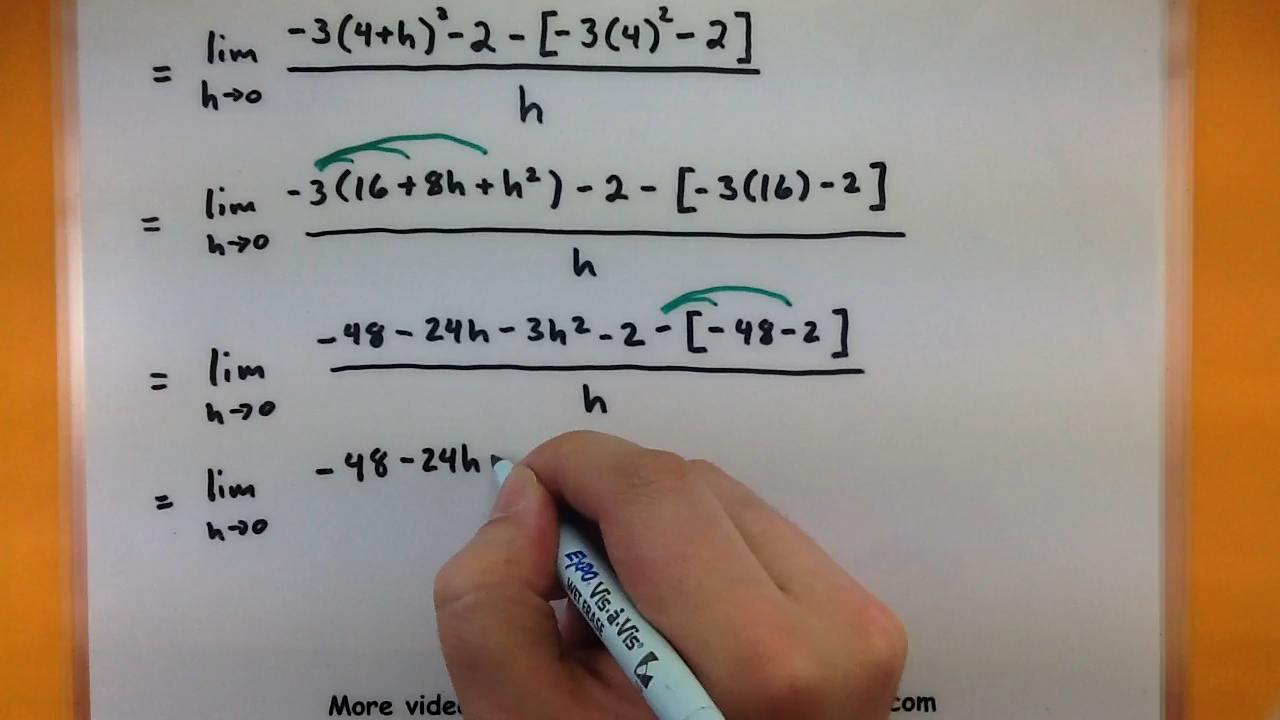 -3(4+h)² - 2 - [-3(4)² - 2]
= lim
h→0
h
-3(16 + 8h + h²) - 2 - [-3(16) - 2]
= lim
h→0
h
-48 - 24h - 3h² - 2 - [-48 - 2]
= lim
h→0
h
-48 - 24h -
= lim
h→0
EXPO Vis-à-Vis®
WET ERASE
More com